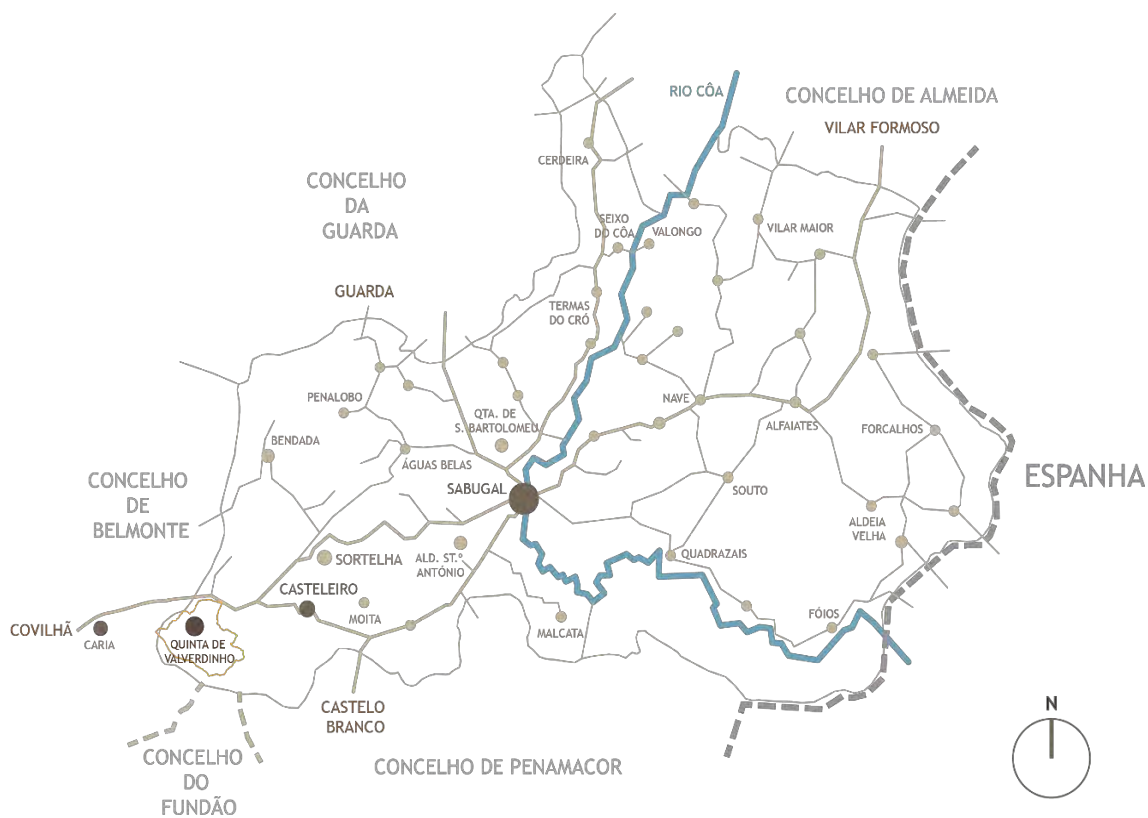 RIO CÔA
CONCELHO DE ALMEIDA
VILAR FORMOSO
CERDEIRA
CONCELHO
DA
GUARDA
SEIXO
DO CÔA
VALONGO
VILAR MAIOR
GUARDA
TERMAS
DO CRÓ
PENALOBO
NAVE
QTA. DE
S. BARTOLOMEU
ALFAIATES
FORCALHOS
BENDADA
ÁGUAS BELAS
CONCELHO
DE
BELMONTE
SABUGAL
SOUTO
ESPANHA
ALDEIA
VELHA
SORTELHA
ALD. ST.º
ANTÓNIO
QUADRAZAIS
CASTELEIRO
MOITA
MALCATA
FÓIOS
COVILHÃ
CARIA
QUINTA DE
VALVERDINHO
CASTELO
BRANCO
N
CONCELHO
DO
FUNDÃO
CONCELHO DE PENAMACOR